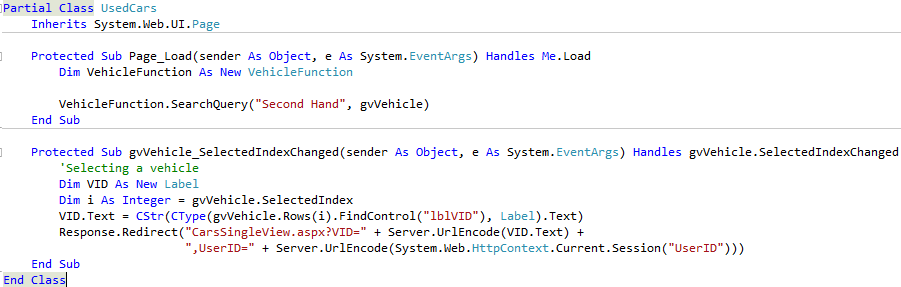 Partial Class UsedCars
Inherits System.Web.UI.Page
Protected Sub Page_Load(sender As Object, e As System.EventArgs) Handles Me.Load
Dim VehicleFunction As New VehicleFunction
VehicleFunction.SearchQuery("Second Hand", gvVehicle)
End Sub
Protected Sub gvVehicle_SelectedIndexChanged(sender As Object, e As System.EventArgs) Handles gvVehicle.SelectedIndexChanged
'Selecting a vehicle
Dim VID As New Label
Dim i As Integer = gvVehicle.SelectedIndex
VID.Text = CStr(CType(gvVehicle.Rows(i).FindControl("lblVID"), Label).Text)
Response.Redirect("CarsSingleView.aspx?VID=" + Server.UrlEncode(VID.Text) +
",UserID=" + Server.UrlEncode(System.Web.HttpContext.Current.Session("UserID")))
End Sub
End Class